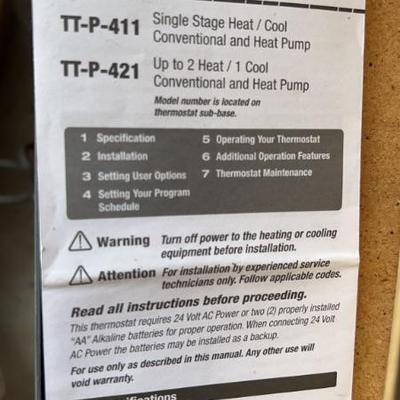 TT-P-411 Single Stage Heat / Cool
Conventional and Heat Pump
TT-P-421 Up to 2 Heat / 1 Cool
Conventional and Heat Pump
Model number is located on
thermostat sub-base.
1 Specification
2 Installation
3 Setting User Options
4 Setting Your Program
Schedule
5 Operating Your Thermostat
6 Additional Operation Features
7 Thermostat Maintenance
Warning Turn off power to the heating or cooling
equipment before installation.
Attention For installation by experienced service
technicians only. Follow applicable codes.
Read all instructions before proceeding.
This thermostat requires 24 Volt AC Power or two (2) properly installed
"AA" Alkaline batteries for proper operation. When connecting 24 Volt
AC Power the batteries may be installed as a backup.
For use only as described in this manual. Any other use will
void warranty.